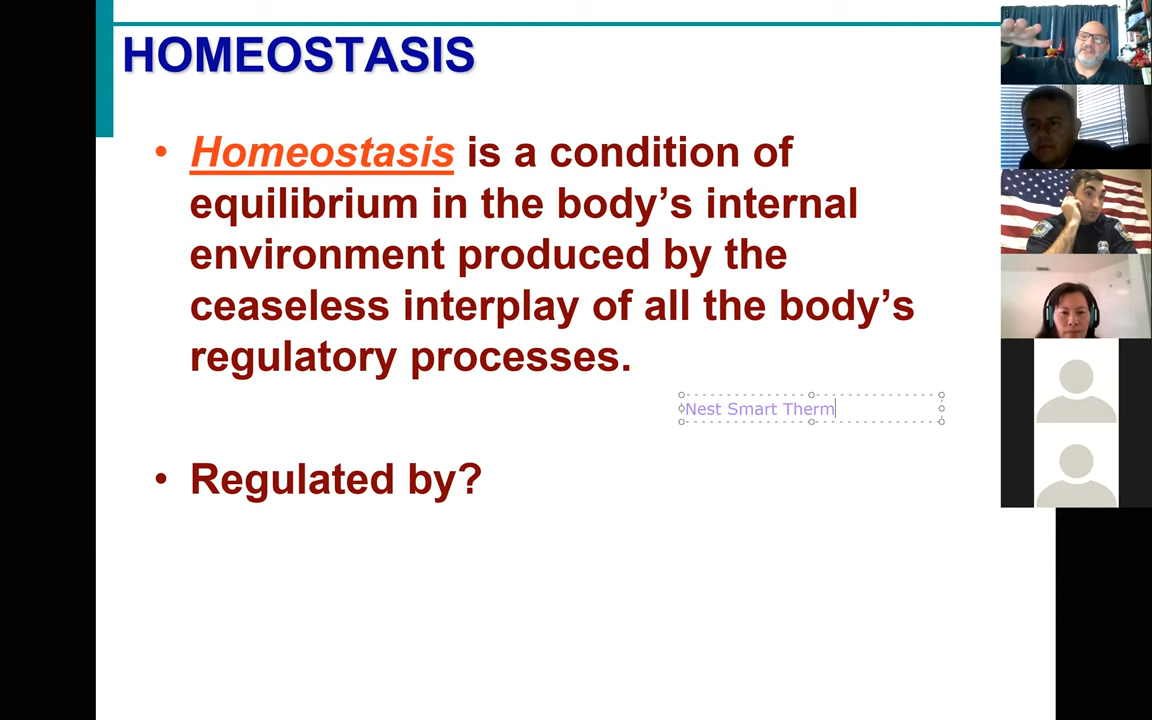 HOMEOSTASIS
• Homeostasis is a condition of
equilibrium in the body’s internal
environment produced by the
ceaseless interplay of all the body’s
regulatory processes.
Nest Smart Therm
• Regulated by?